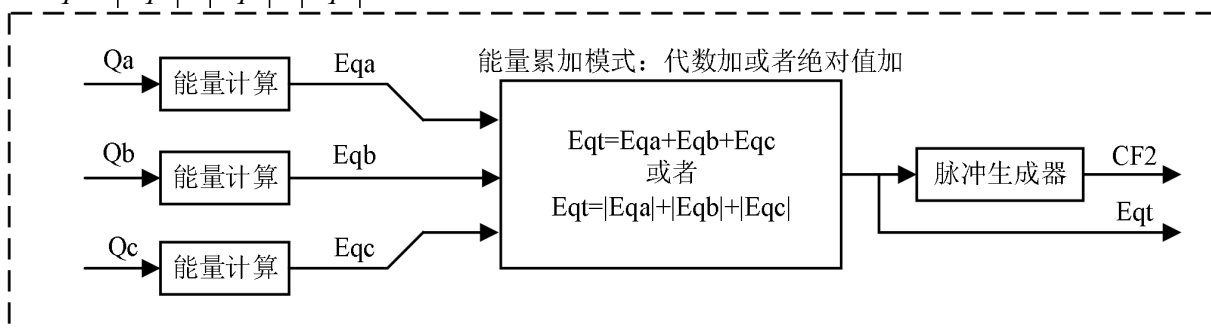 Qa
能量计算
Eqa
Qb
能量计算
Eqb
Qc
能量计算
Eqc
能量累加模式：代数加或者绝对值加
Eqt=Eqa+Eqb+Eqc
或者
Eqt=|Eqa|+|Eqb|+|Eqc|
脉冲生成器
CF2
Eqt